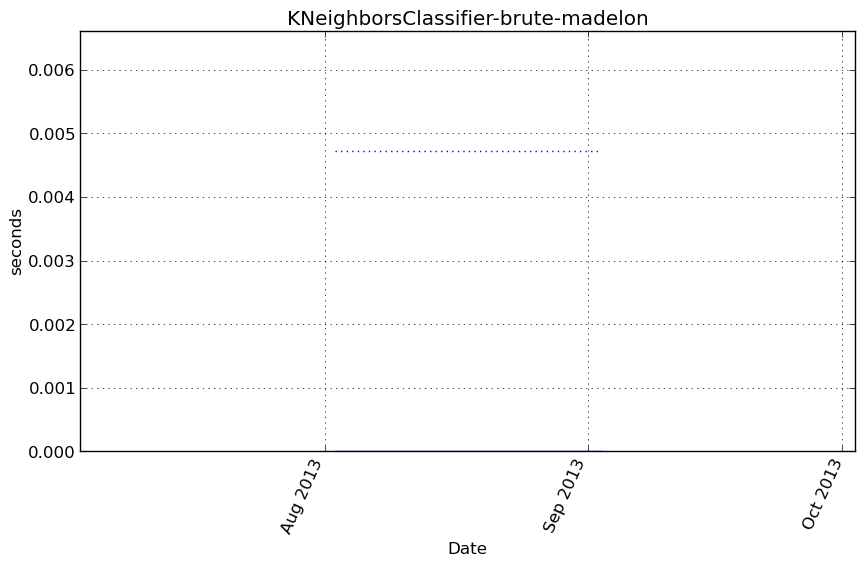 KNeighborsClassifier-brute-madelon
0.006
0.005
0.004
0.003
0.002
0.001
0.000
seconds
Aug 2013
Sep 2013
Oct 2013
Date